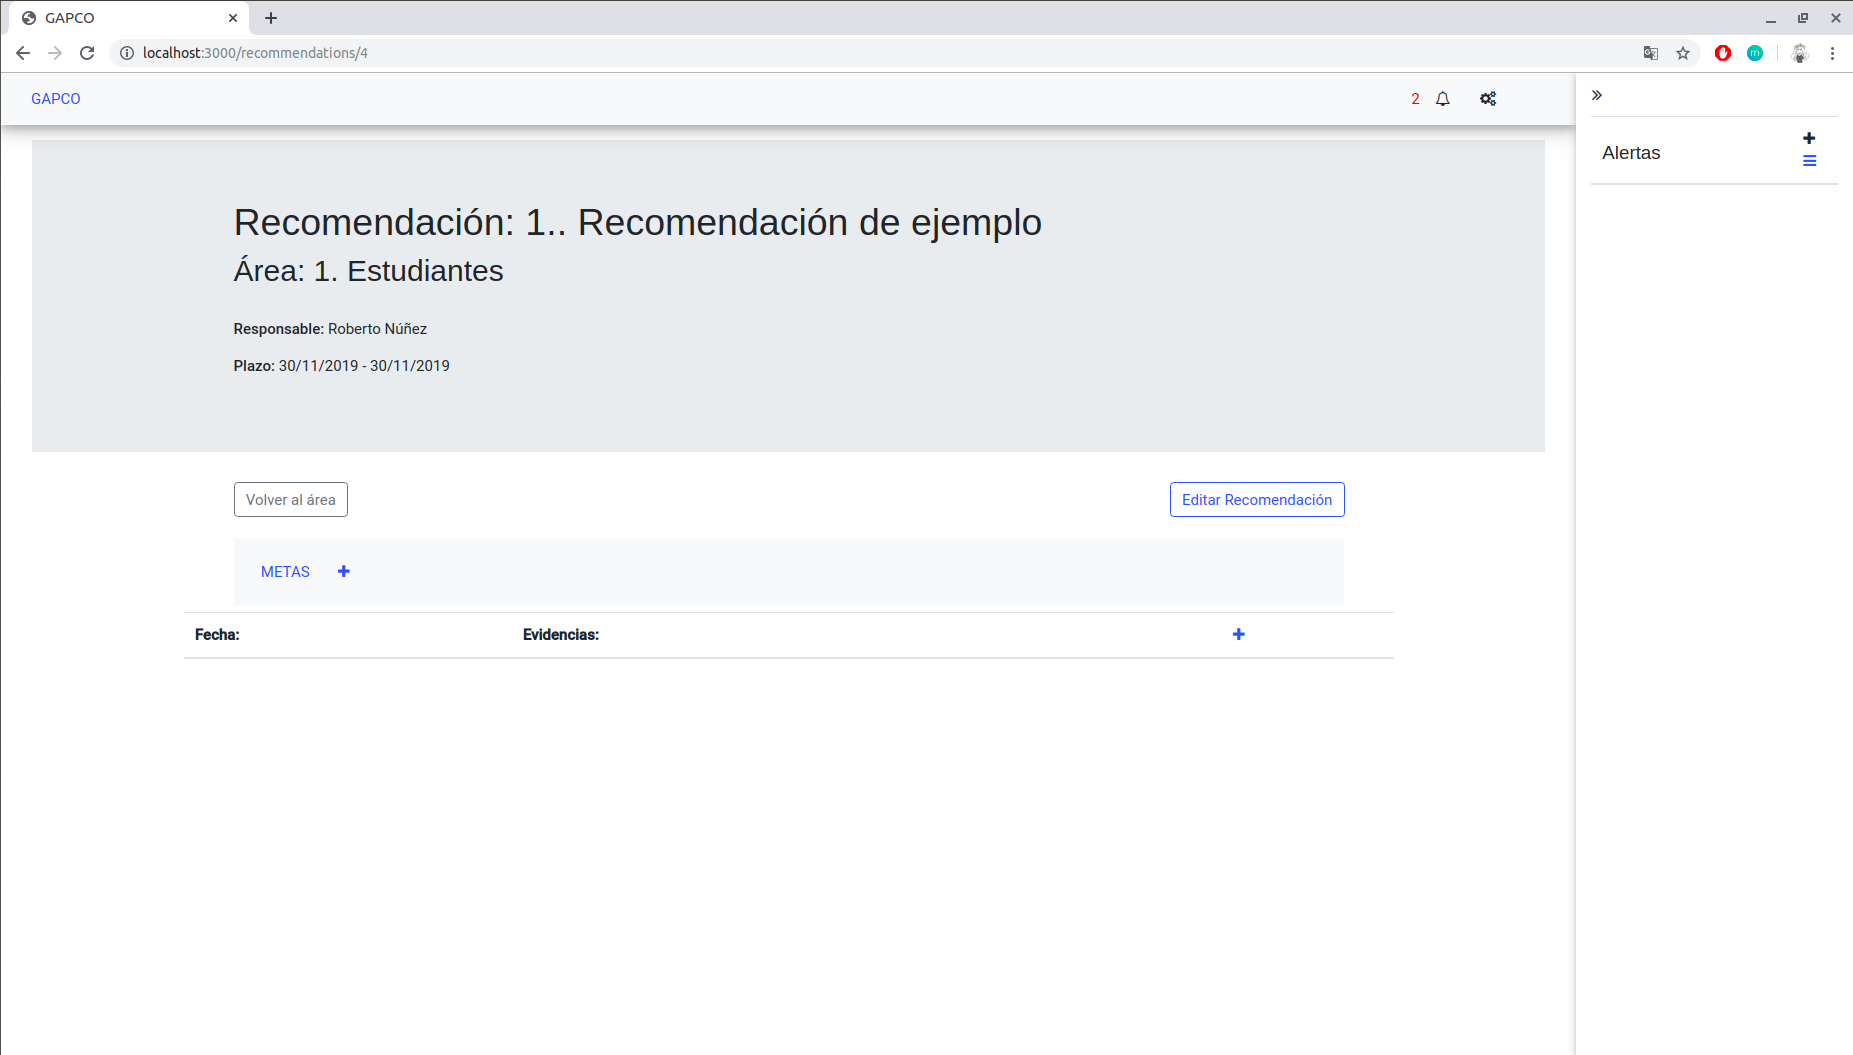 GAPCO
localhost:3000/recommendations/4
GAPCO
2
Alertas
Recomendación: 1.. Recomendación de ejemplo
Área: 1. Estudiantes
Responsable: Roberto Núñez
Plazo: 30/11/2019 - 30/11/2019
Volver al área
Editar Recomendación
METAS
Fecha:
Evidencias: